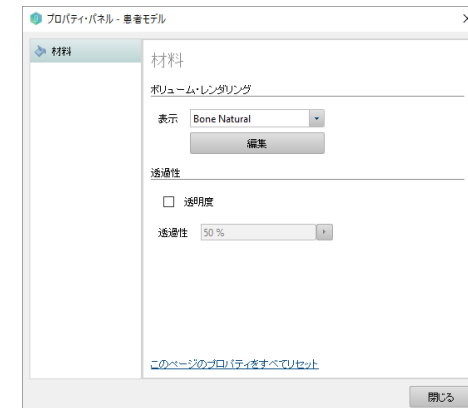 プロパティ・パネル - 患者モデル
材料
材料
ボリューム・レンダリング
表示 Bone Natural
編集
透過性
透明度
透過性 50 %
このページのプロパティをすべてリセット
閉じる